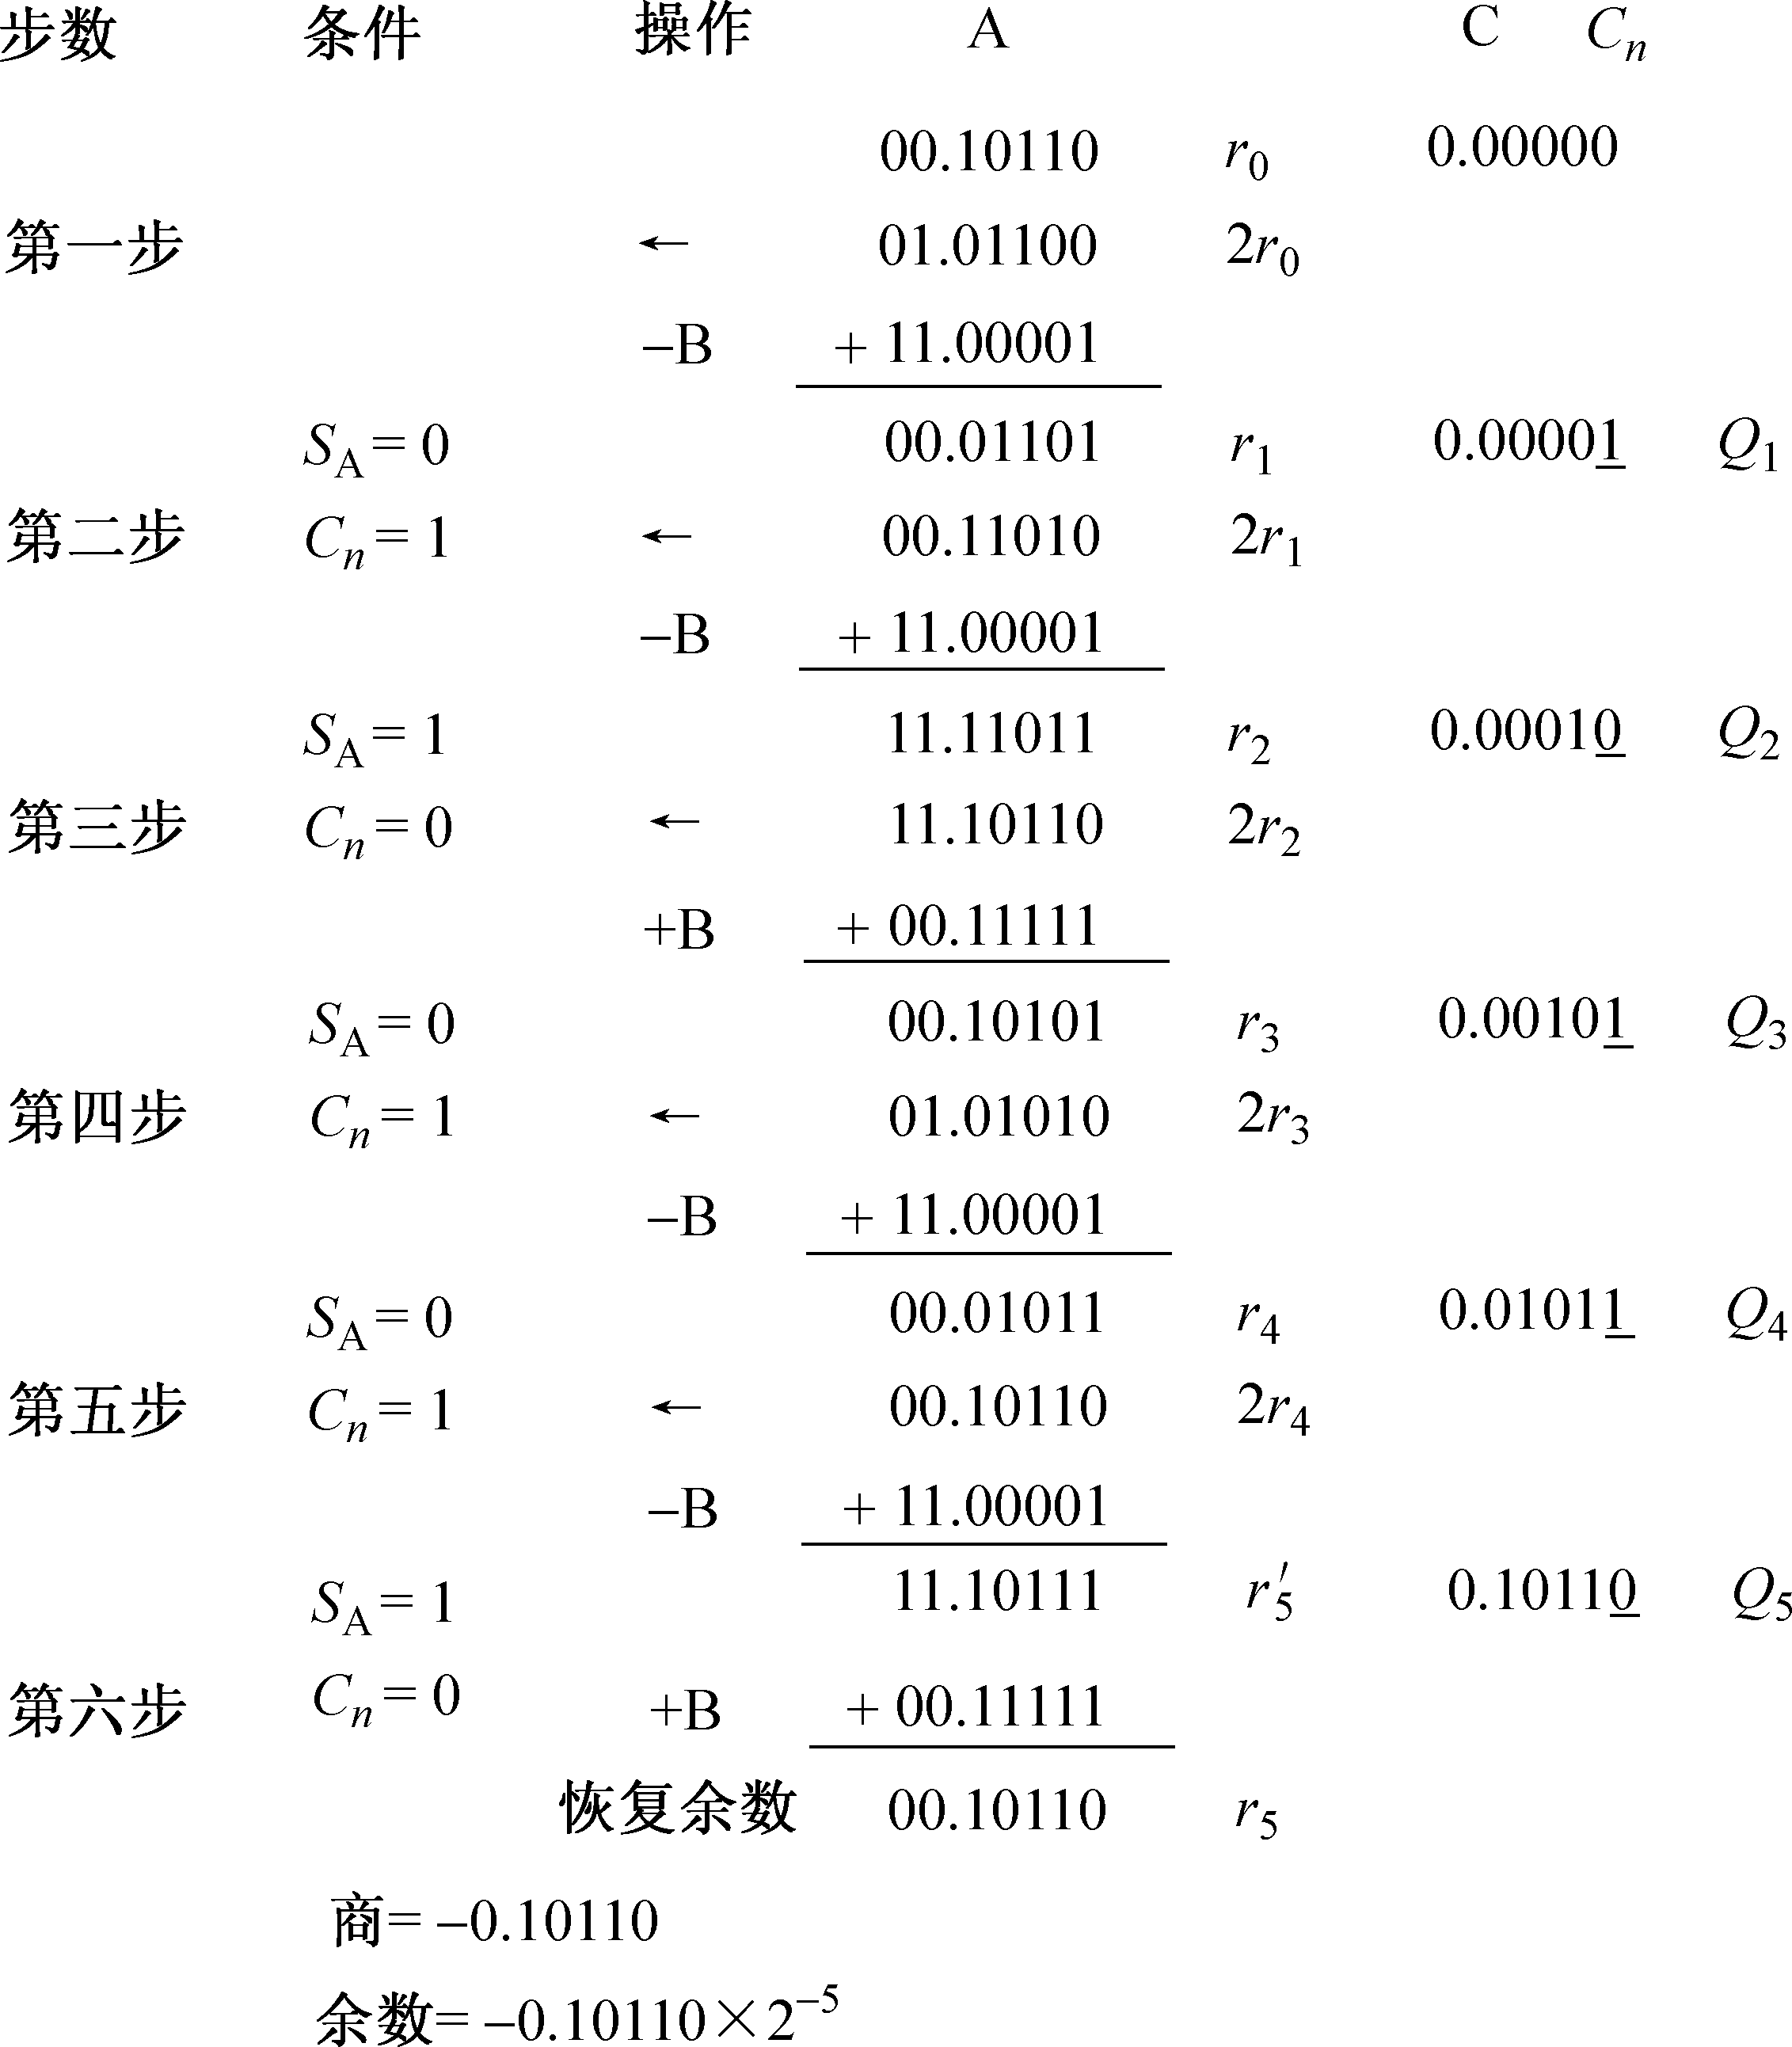 步数 条件 操作 A C Cn
00.10110 r0 0.00000
第一步 ← 01.01100 2r0
–B + 11.00001
SA = 0 00.01101 r1 0.00001 Q1
第二步 Cn = 1 ← 00.11010 2r1
–B + 11.00001
SA = 1 11.11011 r2 0.00010 Q2
第三步 Cn = 0 ← 11.10110 2r2
+B + 00.11111
SA = 0 00.10101 r3 0.00101 Q3
第四步 Cn = 1 ← 01.01010 2r3
–B + 11.00001
SA = 0 00.01011 r4 0.01011 Q4
第五步 Cn = 1 ← 00.10110 2r4
–B + 11.00001
SA = 1 11.10111 r′5 0.10110 Q5
第六步 Cn = 0 +B + 00.11111
恢复余数 00.10110 r5
商= –0.10110
余数= –0.10110×2–5